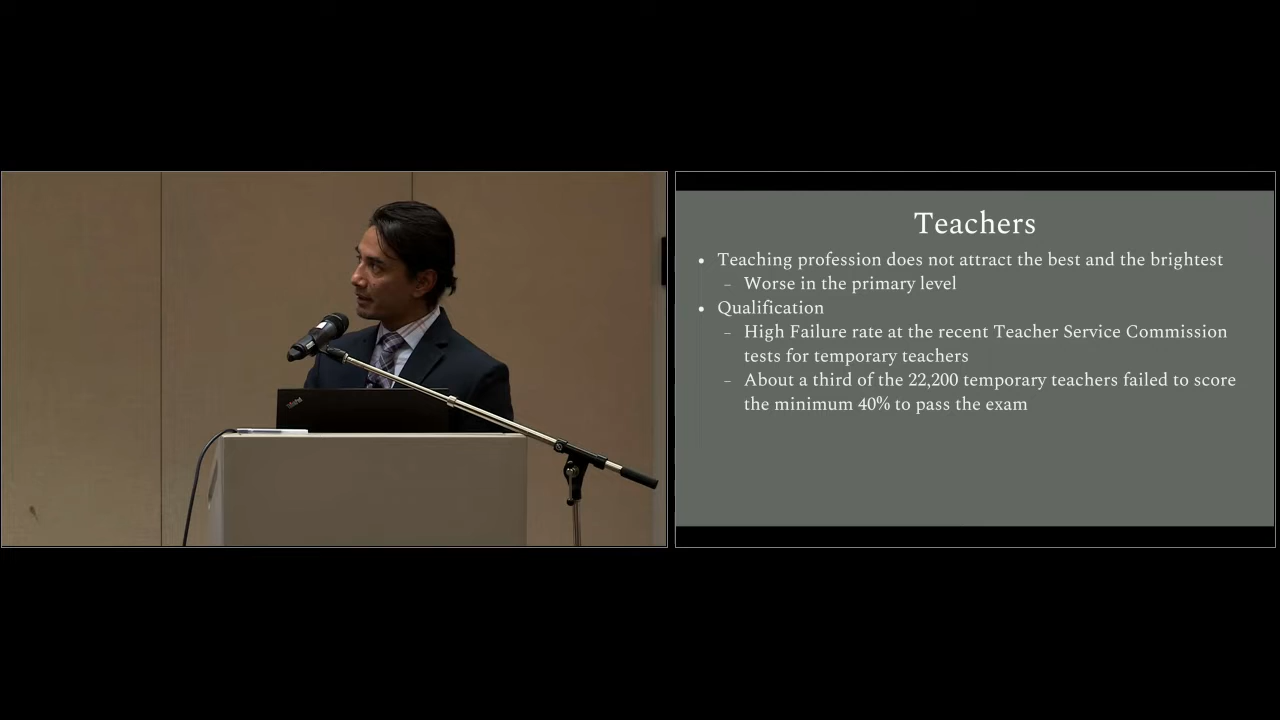 Teachers
• Teaching profession does not attract the best and the brightest
– Worse in the primary level
• Qualification
– High Failure rate at the recent Teacher Service Commission
tests for temporary teachers
– About a third of the 22,200 temporary teachers failed to score
the minimum 40% to pass the exam
ThinkPad